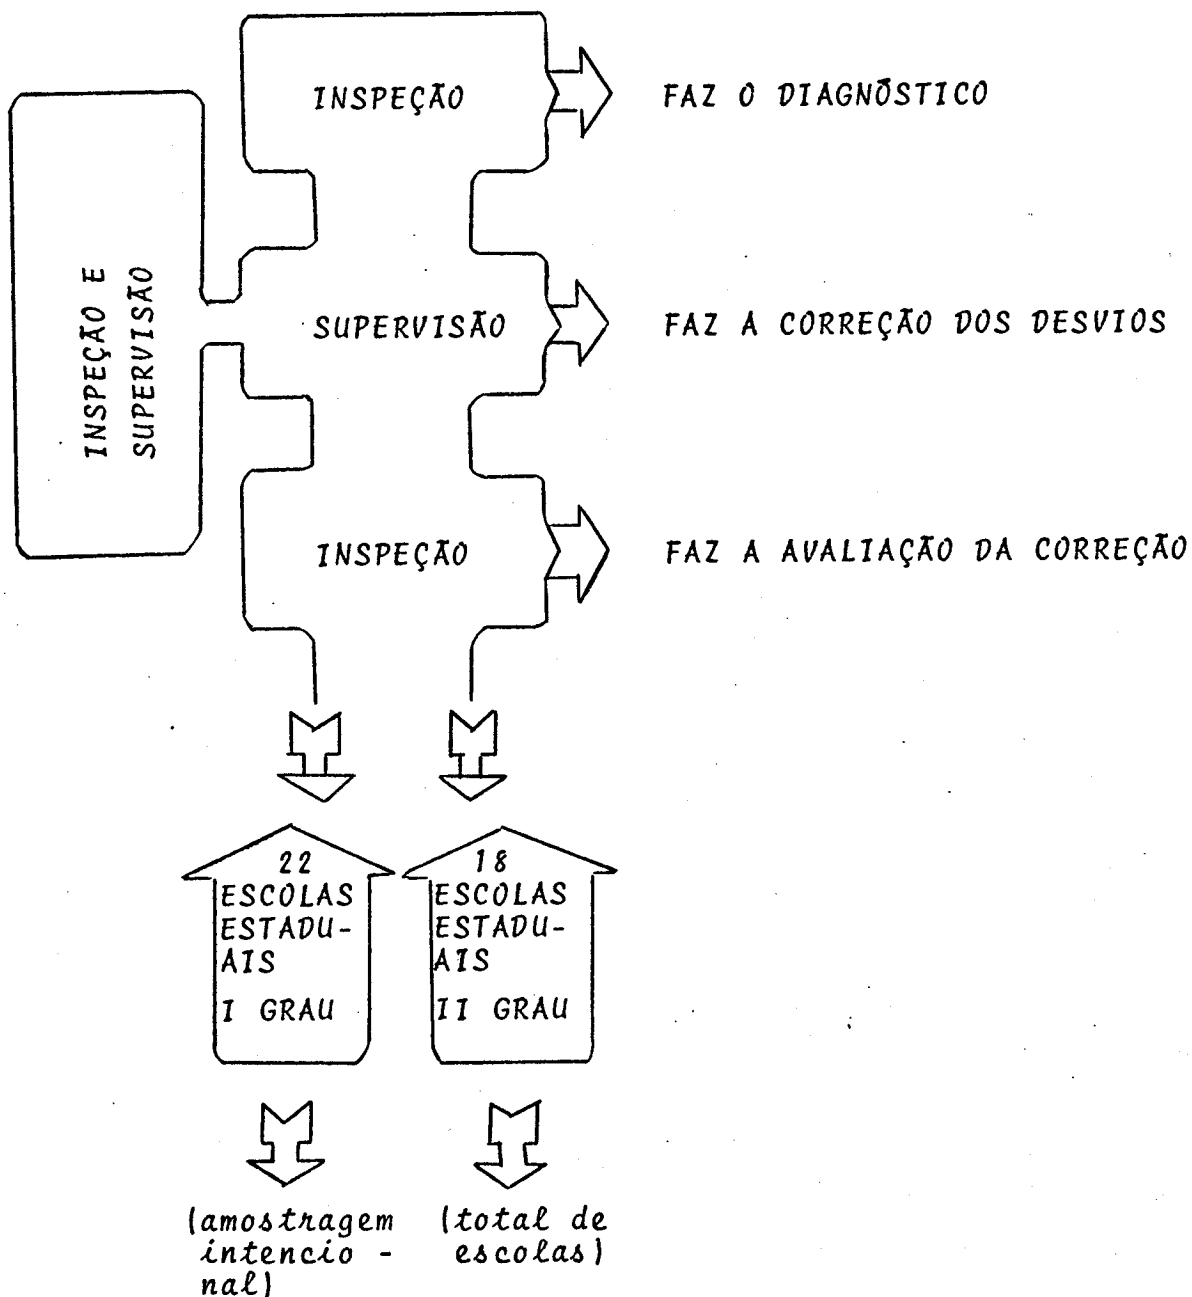 INSPEÇÃO E
SUPERVISÃO
INSPEÇÃO
FAZ O DIAGNÓSTICO
SUPERVISÃO
FAZ A CORREÇÃO DOS DESVIOS
INSPEÇÃO
FAZ A AVALIAÇÃO DA CORREÇÃO
22
ESCOLAS
ESTADU-
AIS
I GRAU
18
ESCOLAS
ESTADU-
AIS
II GRAU
(amostragem
intencio -
nal)
(total de
escolas)